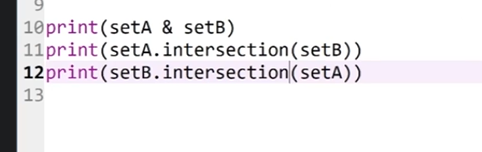 9
10print(setA & setB)
11print(setA.intersection(setB))
12print(setB.intersection(setA))
13